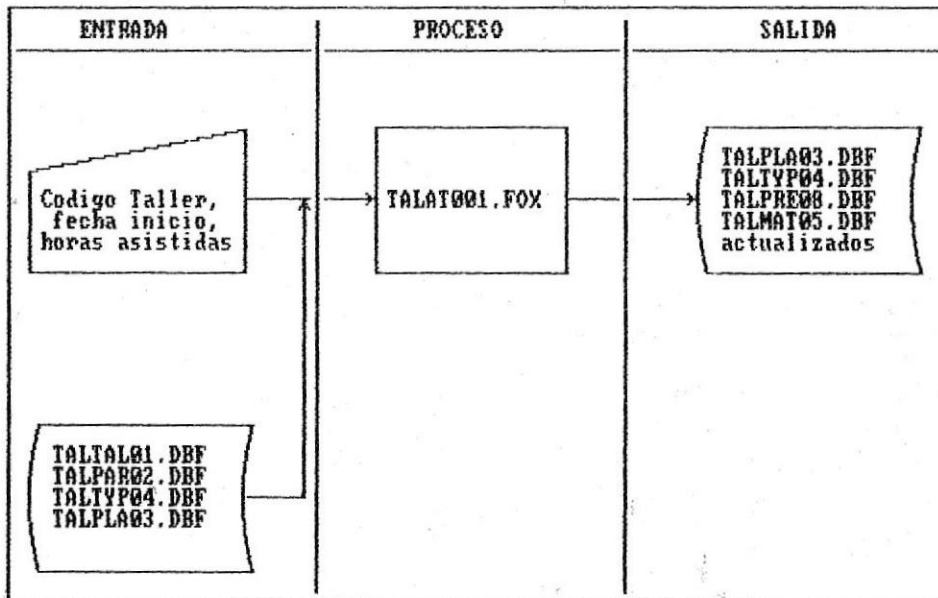 ENTRADA
PROCESO
SALIDA
Codigo Taller,
fecha inicio,
horas asistidas
TALAT001.FOX
TALPLA03.DBF
TALTYP04.DBF
TALPRE08.DBF
TALMAT05.DBF
actualizados
TALTAL01.DBF
TALPAR02.DBF
TALTYP04.DBF
TALPLA03.DBF